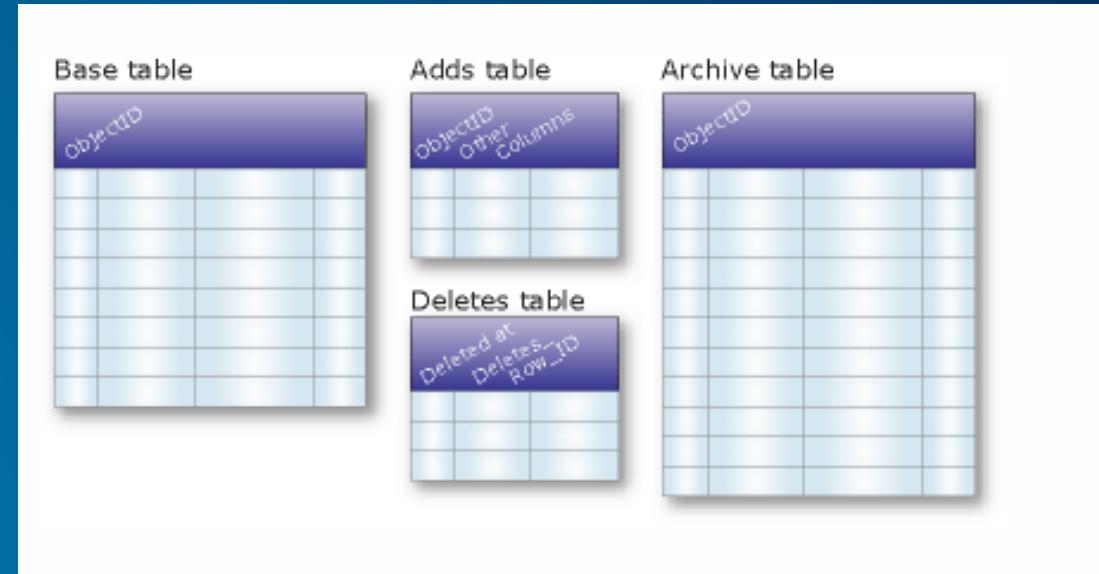 Base table
ObjectID
Adds table
ObjectID
Other
Columns
Deletes table
Deleted at
Deletes_
Row_ID
Archive table
ObjectID